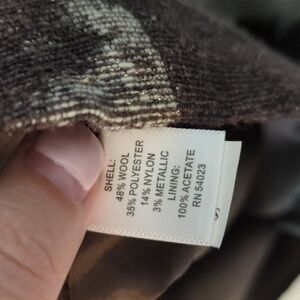 SHELL:
48% WOOL
35% POLYESTER
14% NYLON
3% METALLIC
LINING:
100% ACETATE
RN 54023